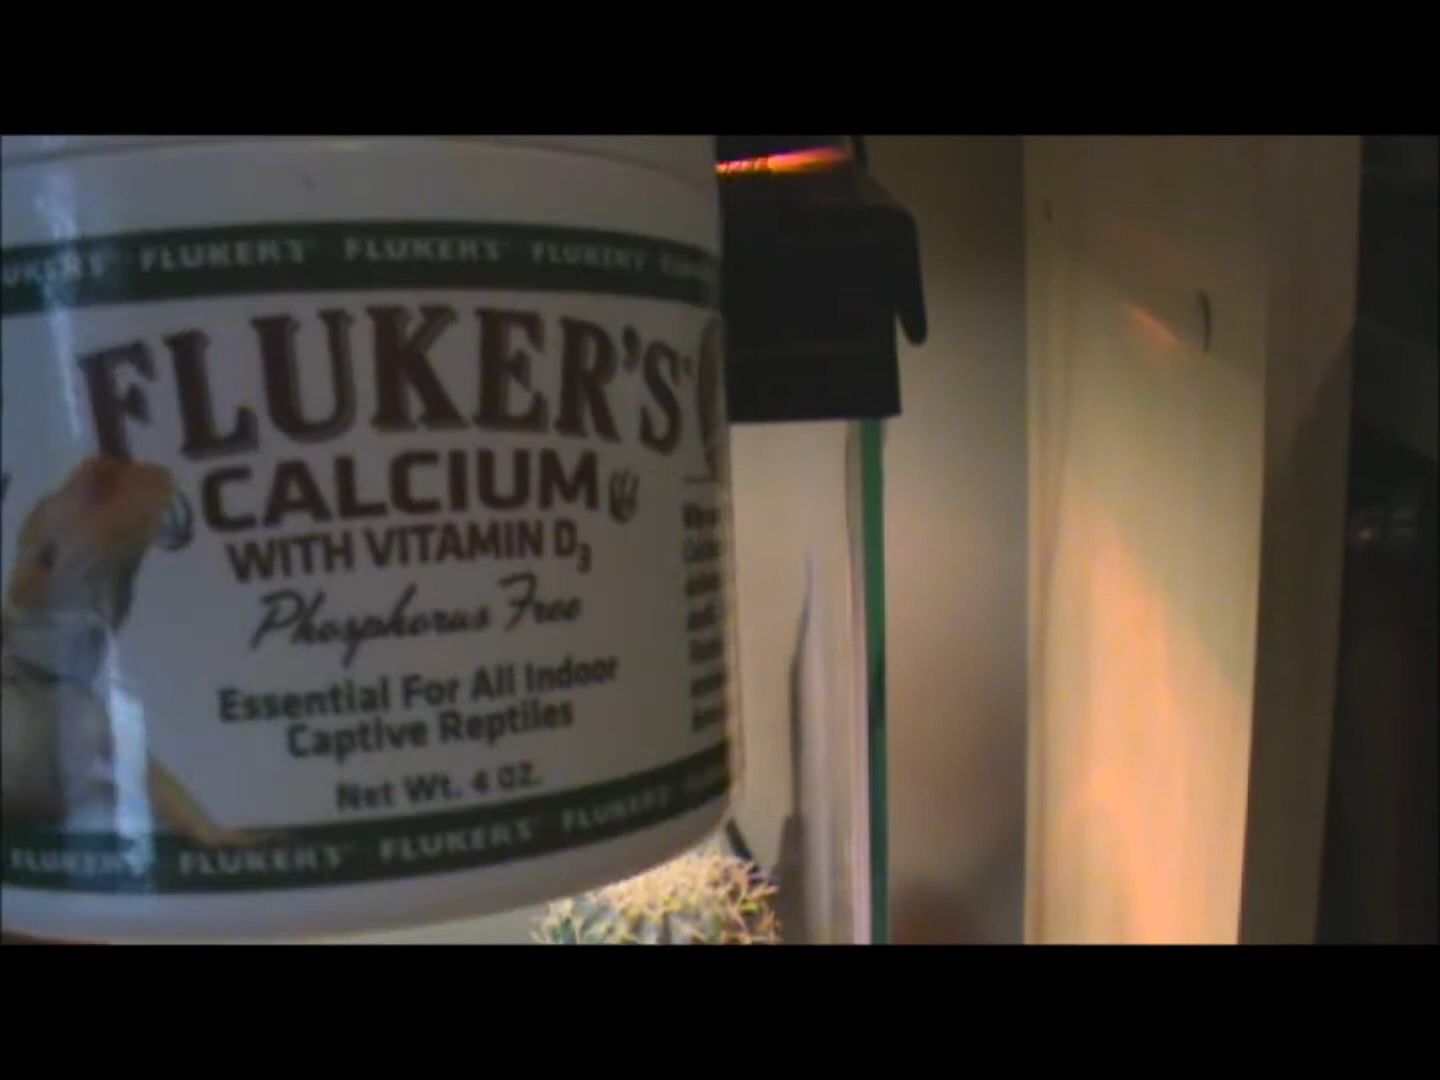 FLUKER'S FLUKERS FLUKERS
FLUKER'S
CALCIUM
WITH VITAMIN D3
Phosphorus Free
Essential For All Indoor
Captive Reptiles
Net Wt. 4 OZ.
FLUKERS FLUKERS FLUKERS FLUKERS